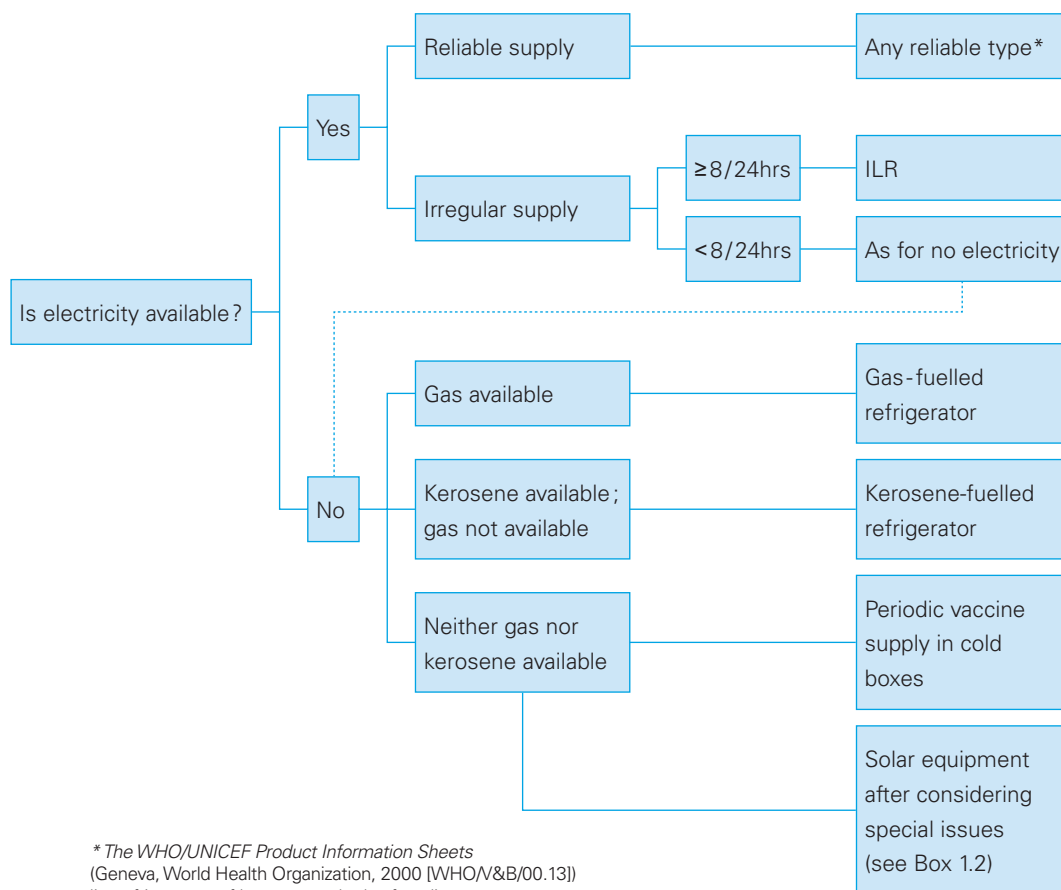 Reliable supply
Any reliable type*
Yes
≥8/24hrs
ILR
Irregular supply
<8/24hrs
As for no electricity
Is electricity available?
Gas available
Gas-fuelled
refrigerator
No
Kerosene available;
gas not available
Kerosene-fuelled
refrigerator
Neither gas nor
kerosene available
Periodic vaccine
supply in cold
boxes
Solar equipment
after considering
special issues
(see Box 1.2)
* The WHO/UNICEF Product Information Sheets
(Geneva, World Health Organization, 2000 [WHO/V&B/00.13])